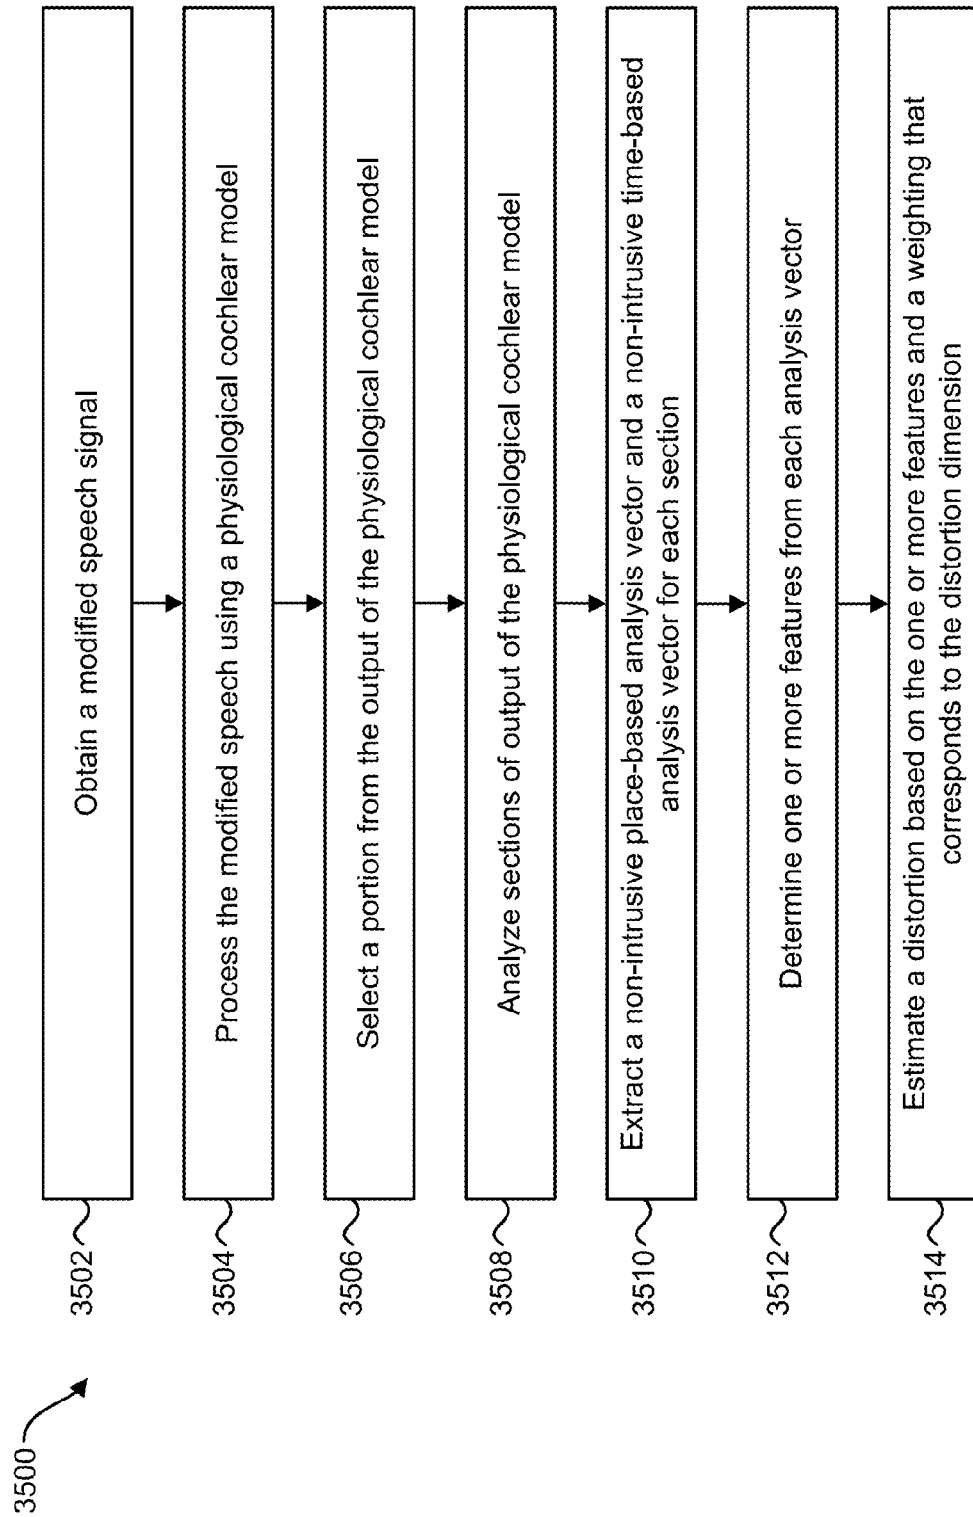 3500
3502
Obtain a modified speech signal
3504
Process the modified speech using a physiological cochlear model
3506
Select a portion from the output of the physiological cochlear model
3508
Analyze sections of output of the physiological cochlear model
3510
Extract a non-intrusive place-based analysis vector and a non-intrusive time-based
analysis vector for each section
3512
Determine one or more features from each analysis vector
3514
Estimate a distortion based on the one or more features and a weighting that
corresponds to the distortion dimension